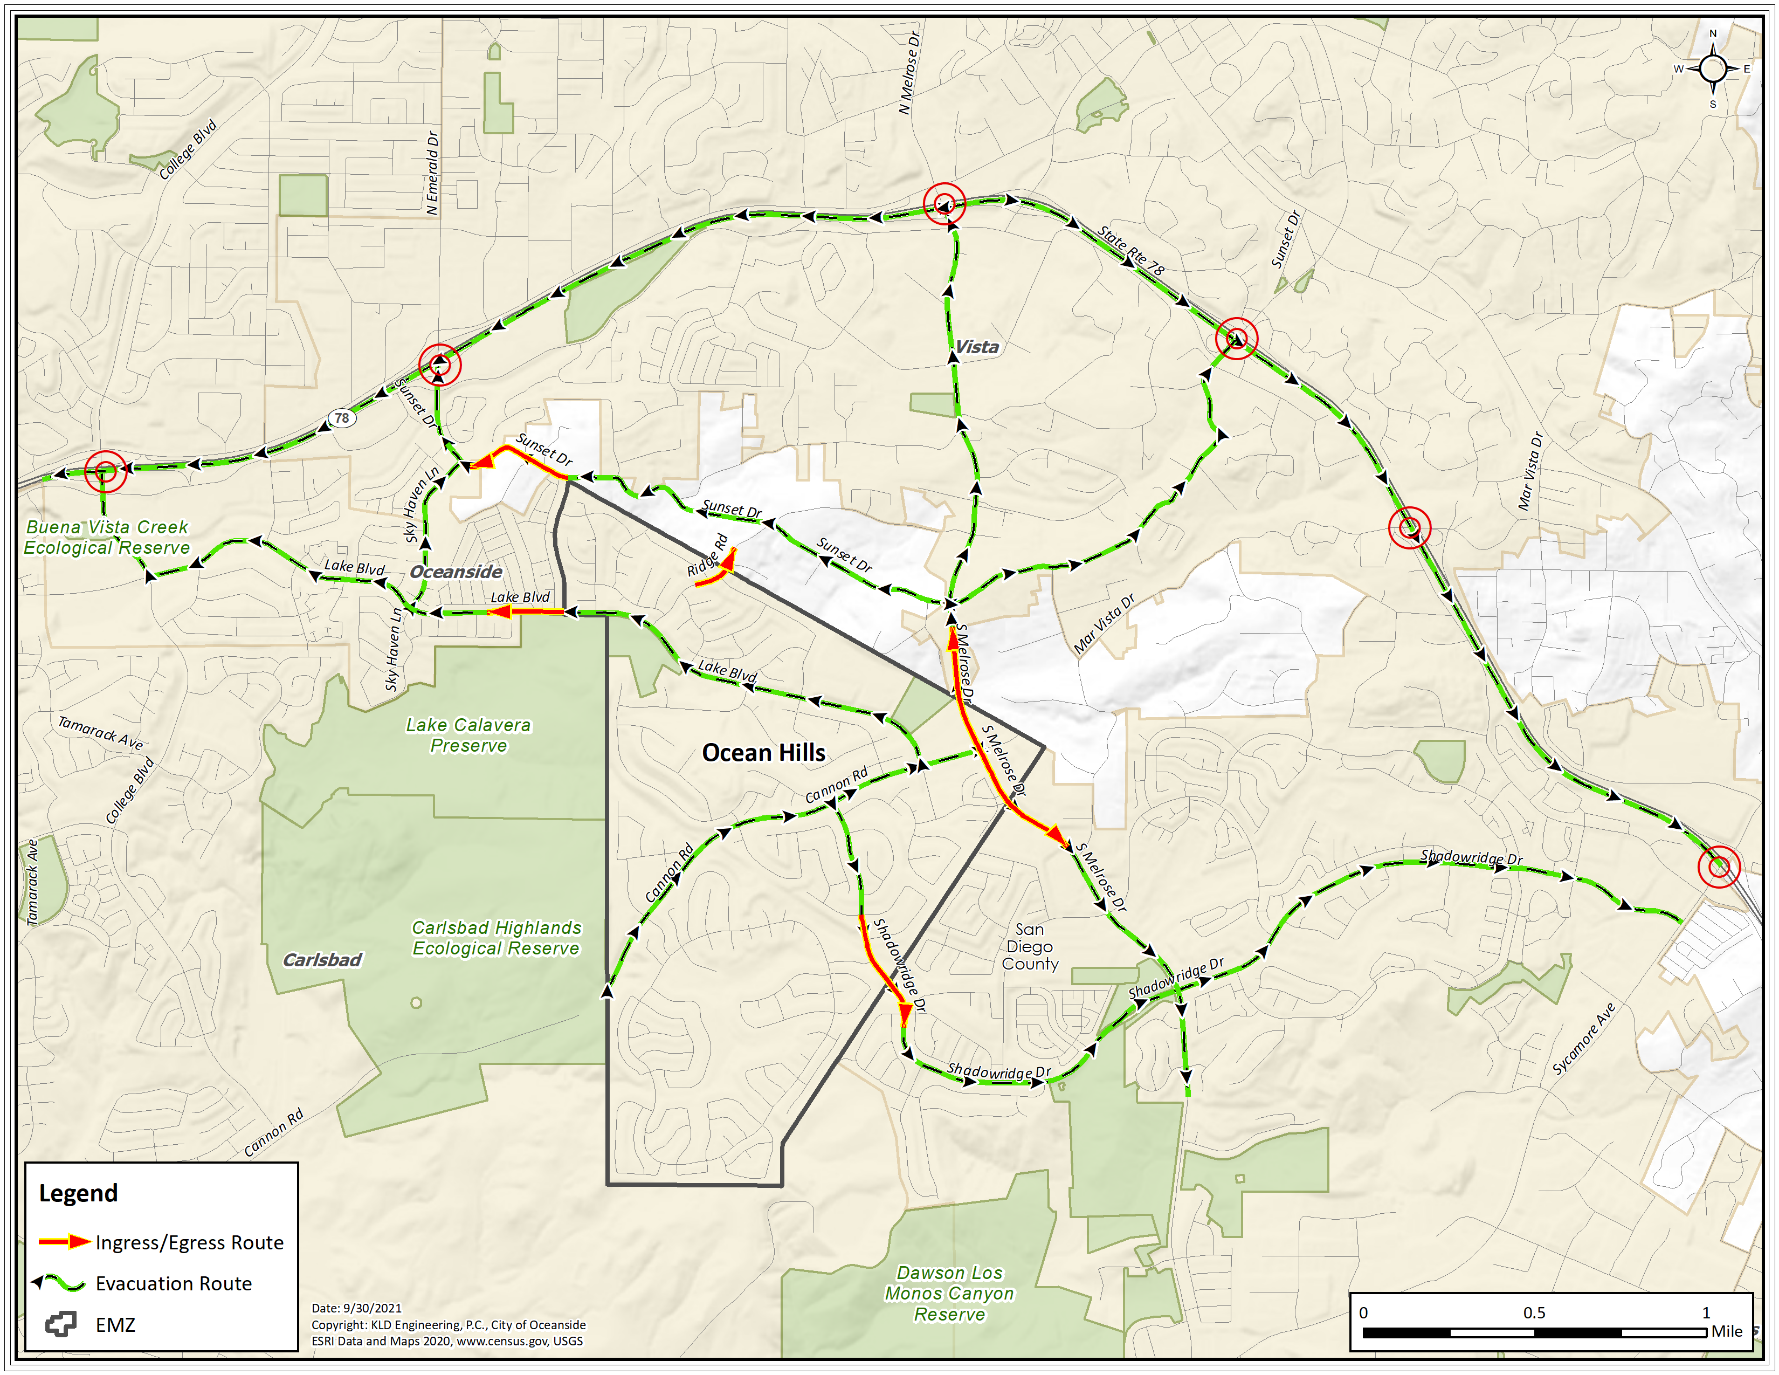 N
W
E
S
N Melrose Dr
College Blvd
N Emerald Dr
Sunset Dr
State Rte 78
Vista
78
Sunset Dr
Sunset Dr
Mar Vista Dr
Sky Haven Ln
Sunset Dr
Buena Vista Creek
Ecological Reserve
Ridge Rd
Sunset Dr
Lake Blvd
Oceanside
Lake Blvd
Mar Vista Dr
Sky Haven Ln
S Melrose Dr
Lake Blvd
Lake Calavera
Preserve
Tamarack Ave
College Blvd
Ocean Hills
S Melrose Dr
Cannon Rd
Tamarack Ave
Cannon Rd
S Melrose Dr
Shadowridge Dr
Carlsbad Highlands
Ecological Reserve
Carlsbad
Shadowridge Dr
San
Diego
County
Shadowridge Dr
Sycamore Ave
Shadowridge Dr
Cannon Rd
Dawson Los
Monos Canyon
Reserve
Legend
Ingress/Egress Route
Evacuation Route
EMZ
Date: 9/30/2021
Copyright: KLD Engineering, P.C., City of Oceanside
ESRI Data and Maps 2020, www.census.gov, USGS
0 0.5 1
Mile